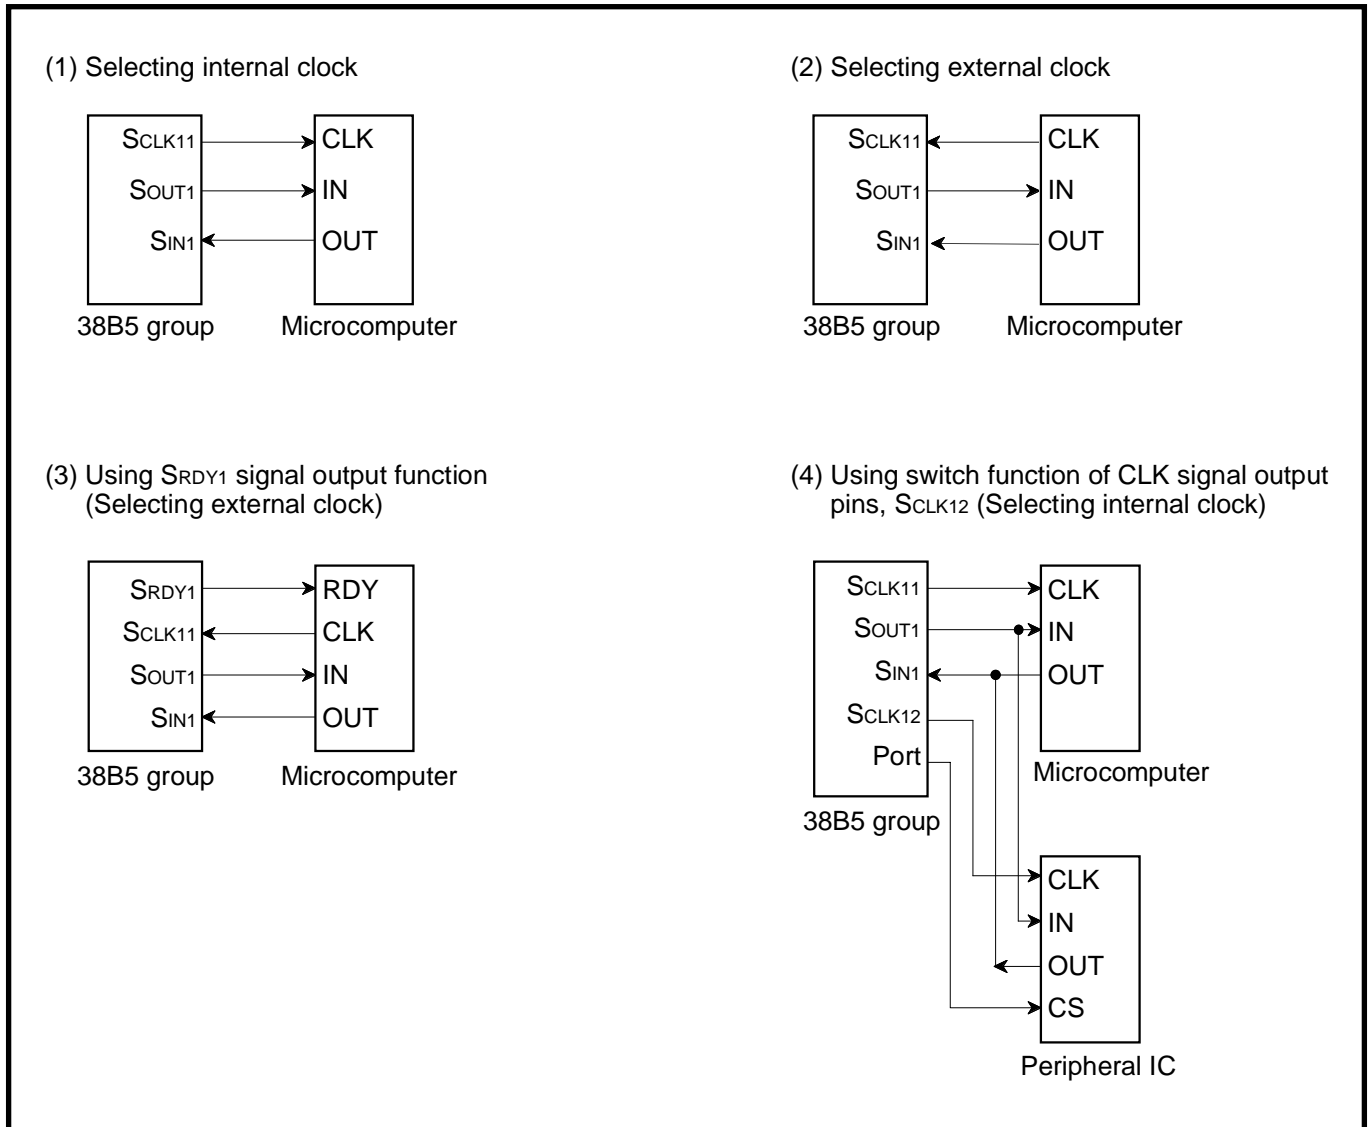 (1) Selecting internal clock
SCLK11
SOUT1
SIN1
CLK
IN
OUT
38B5 group
Microcomputer
(2) Selecting external clock
SCLK11
SOUT1
SIN1
CLK
IN
OUT
38B5 group
Microcomputer
(3) Using SRDY1 signal output function
(Selecting external clock)
SRDY1
SCLK11
SOUT1
SIN1
RDY
CLK
IN
OUT
38B5 group
Microcomputer
(4) Using switch function of CLK signal output
pins, SCLK12 (Selecting internal clock)
SCLK11
SOUT1
SIN1
SCLK12
Port
38B5 group
CLK
IN
OUT
Microcomputer
CLK
IN
OUT
CS
Peripheral IC